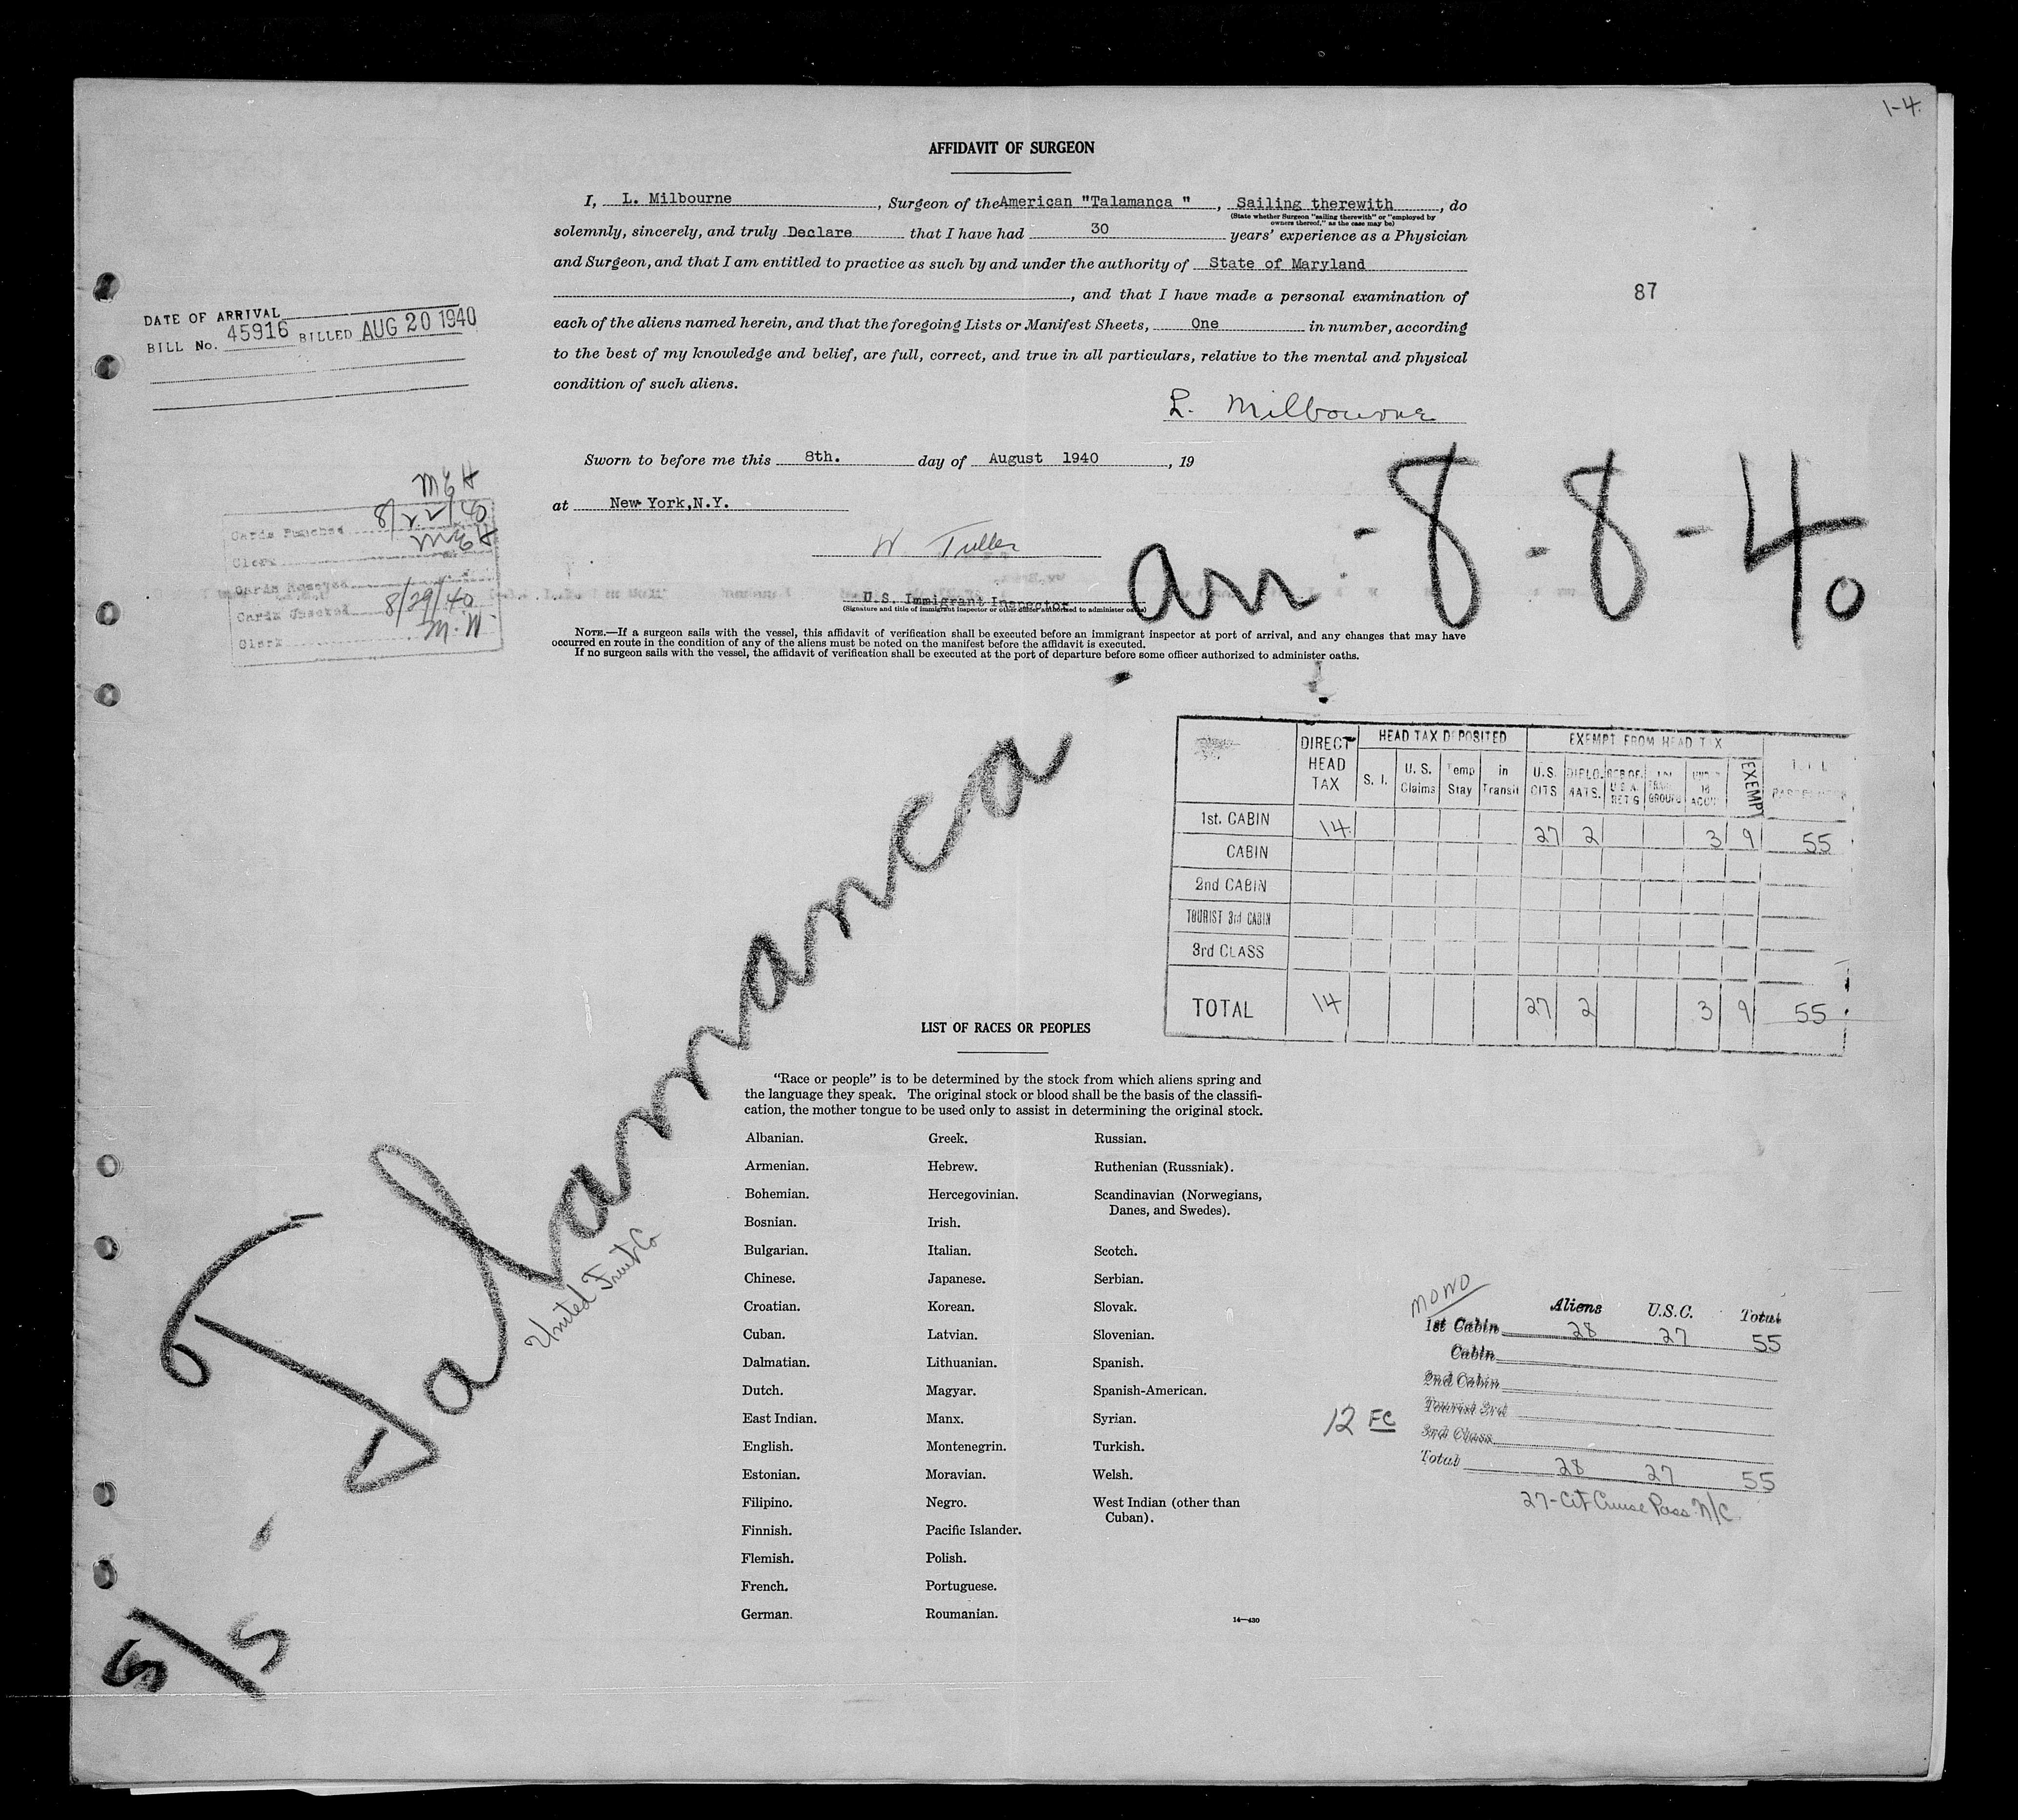 1-4.
AFFIDAVIT OF SURGEON
I, L. Milbourne, Surgeon of the American "Talamanca ", Sailing therewith, do
(State whether Surgeon "sailing therewith" or "employed by
owners thereof," as the case may be)
solemnly, sincerely, and truly Declare that I have had 30 years' experience as a Physician
and Surgeon, and that I am entitled to practice as such by and under the authority of State of Maryland
, and that I have made a personal examination of
87
each of the aliens named herein, and that the foregoing Lists or Manifest Sheets, One in number, according
to the best of my knowledge and belief, are full, correct, and true in all particulars, relative to the mental and physical
condition of such aliens.
DATE OF ARRIVAL
BILL No. 45916 BILLED AUG 20 1940
L. Milbourne
Sworn to before me this 8th. day of August 1940, 19
at New York,N.Y.
W Tuller
U.S. Immigrant Inspector
(Signature and title of immigrant inspector or other officer authorized to administer oaths)
arr - 8 - 8 - 40
MEH
Cards Punched 8/22/40
Clerk MEH
Cards
Cards Checked 8/29/40
Clerk M.W.
NOTE.—If a surgeon sails with the vessel, this affidavit of verification shall be executed before an immigrant inspector at port of arrival, and any changes that may have
occurred en route in the condition of any of the aliens must be noted on the manifest before the affidavit is executed.
If no surgeon sails with the vessel, the affidavit of verification shall be executed at the port of departure before some officer authorized to administer oaths.
DIRECT HEAD TAX HEAD TAX DEPOSITED EXEMPT FROM HEAD TAX
S. I. U. S. Claims Temp Stay in Transit U.S. CITS DIPLO. MATS. EXEMPT
1st. CABIN 14 27 2 3 9 55
CABIN
2nd CABIN
TOURIST 3rd CABIN
3rd CLASS
TOTAL 14 27 2 3 9 55
S/S - Talamanca -
United Fruit Co
LIST OF RACES OR PEOPLES
"Race or people" is to be determined by the stock from which aliens spring and
the language they speak. The original stock or blood shall be the basis of the classifi-
cation, the mother tongue to be used only to assist in determining the original stock.
Albanian.
Armenian.
Bohemian.
Bosnian.
Bulgarian.
Chinese.
Croatian.
Cuban.
Dalmatian.
Dutch.
East Indian.
English.
Estonian.
Filipino.
Finnish.
Flemish.
French.
German.
Greek.
Hebrew.
Hercegovinian.
Irish.
Italian.
Japanese.
Korean.
Latvian.
Lithuanian.
Magyar.
Manx.
Montenegrin.
Moravian.
Negro.
Pacific Islander.
Polish.
Portuguese.
Roumanian.
Russian.
Ruthenian (Russniak).
Scandinavian (Norwegians,
Danes, and Swedes).
Scotch.
Serbian.
Slovak.
Slovenian.
Spanish.
Spanish-American.
Syrian.
Turkish.
Welsh.
West Indian (other than
Cuban).
14—430
MONO
Aliens U.S.C. Total
1st Cabin 28 27 55
Cabin
2nd Cabin
Tourist 3rd
3rd Class
Total 28 27 55
12 FC
27-Cit Cruise Pass. N/C